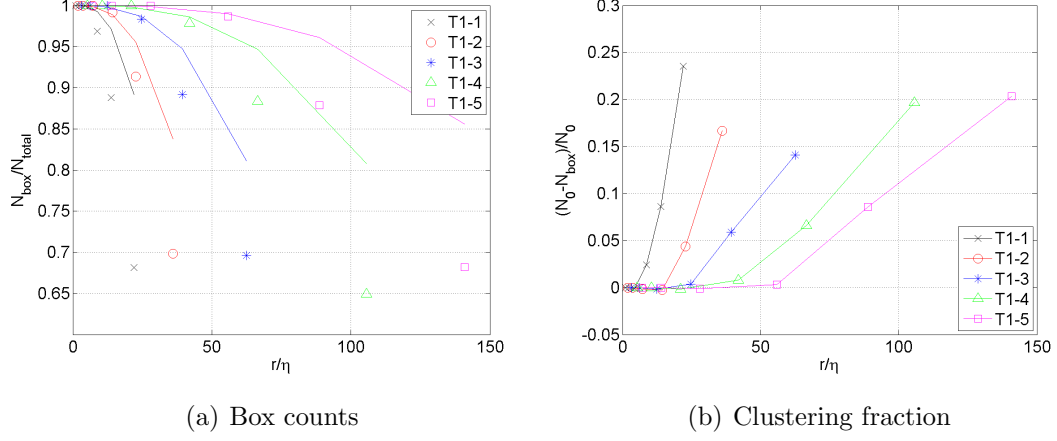 1
0.95
0.9
0.85
0.8
0.75
0.7
0.65
N_box/N_total
0
50
100
150
r/η
T1-1
T1-2
T1-3
T1-4
T1-5
(a) Box counts
0.3
0.25
0.2
0.15
0.1
0.05
0
-0.05
(N_0-N_box)/N_0
0
50
100
150
r/η
T1-1
T1-2
T1-3
T1-4
T1-5
(b) Clustering fraction